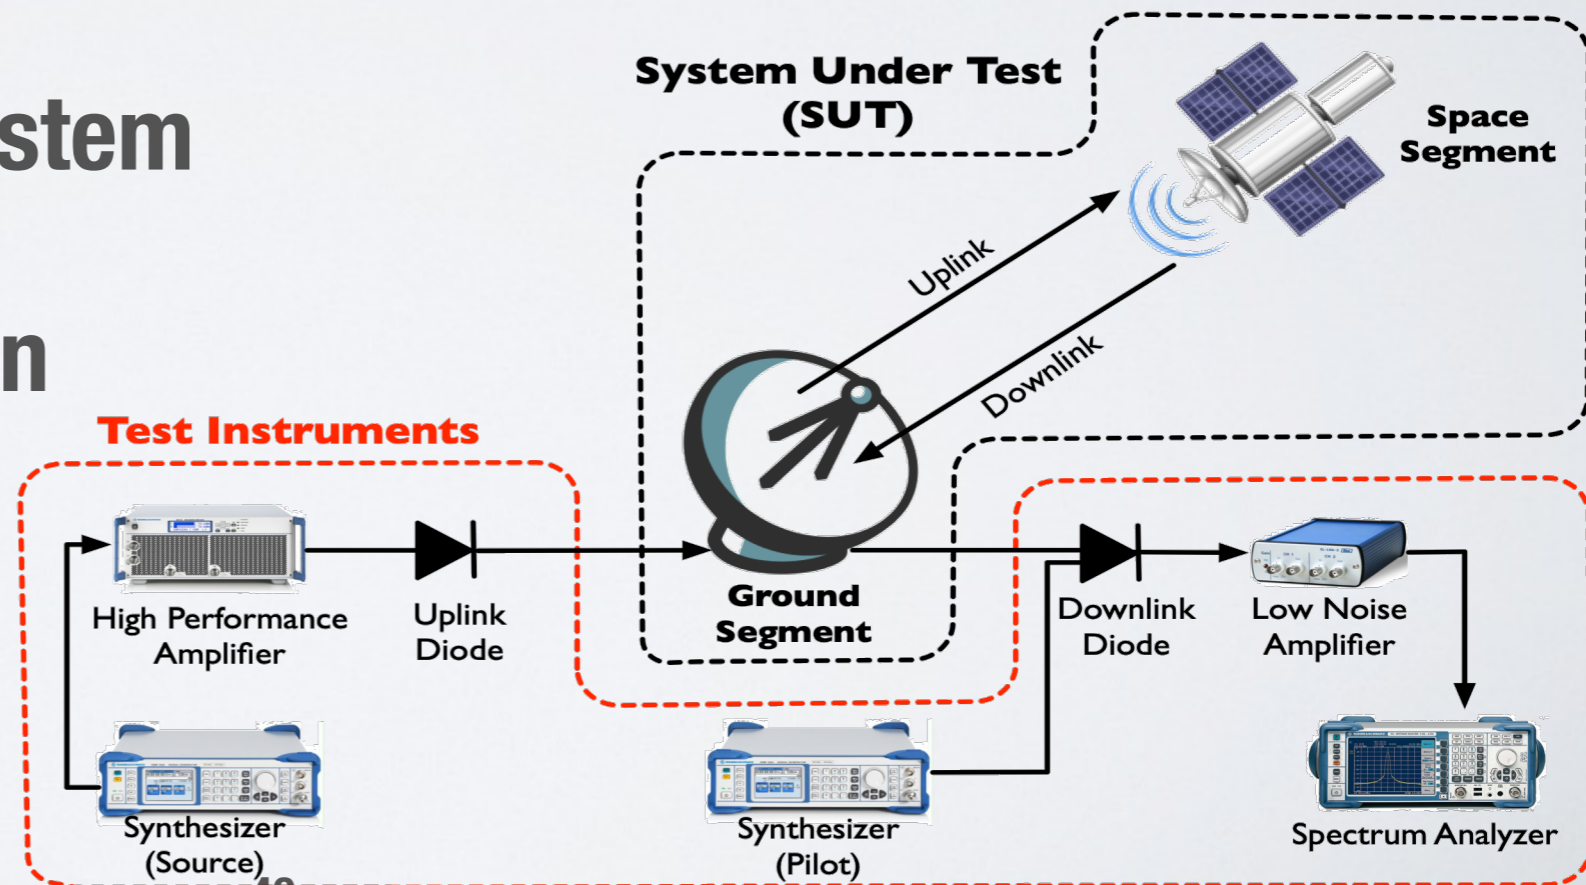 stem
n
System Under Test
(SUT)
Space
Segment
Uplink
Downlink
Test Instruments
High Performance
Amplifier
Uplink
Diode
Ground
Segment
Downlink
Diode
Low Noise
Amplifier
Synthesizer
(Source)
Synthesizer
(Pilot)
Spectrum Analyzer